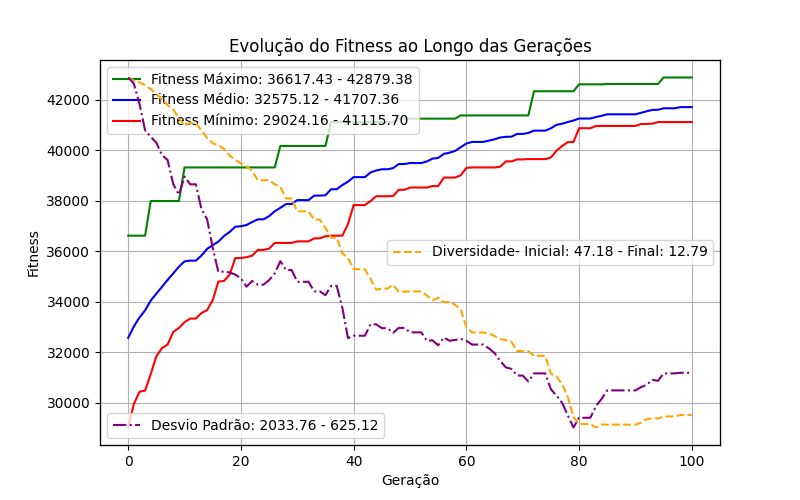 Evolução do Fitness ao Longo das Gerações
Fitness Máximo: 36617.43 - 42879.38
Fitness Médio: 32575.12 - 41707.36
Fitness Mínimo: 29024.16 - 41115.70
Diversidade- Inicial: 47.18 - Final: 12.79
Desvio Padrão: 2033.76 - 625.12
Fitness
42000
40000
38000
36000
34000
32000
30000
0 20 40 60 80 100
Geração